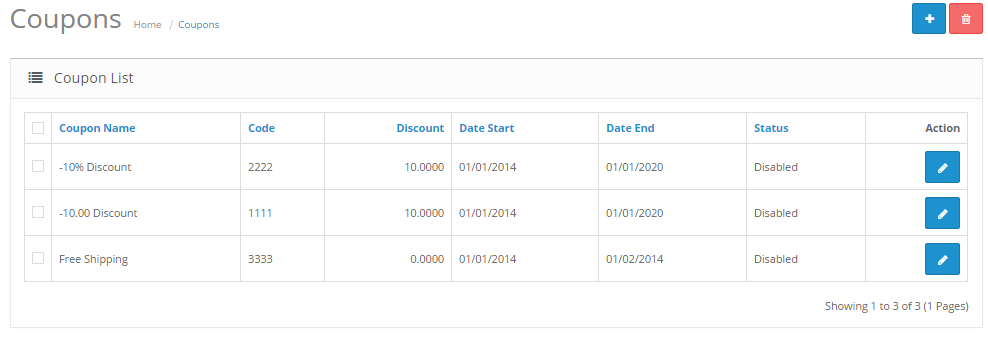 Coupons Home / Coupons
Coupon List
Coupon Name Code Discount Date Start Date End Status Action
-10% Discount 2222 10.0000 01/01/2014 01/01/2020 Disabled
-10.00 Discount 1111 10.0000 01/01/2014 01/01/2020 Disabled
Free Shipping 3333 0.0000 01/01/2014 01/02/2014 Disabled
Showing 1 to 3 of 3 (1 Pages)